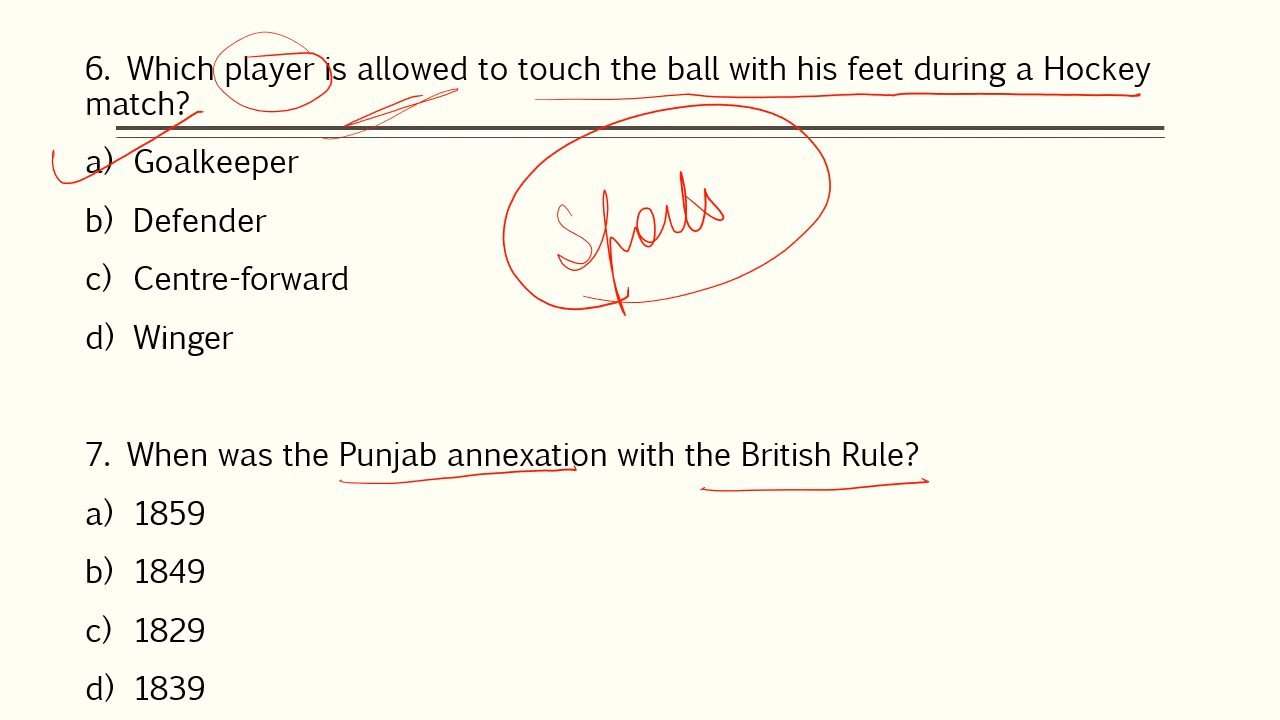 6. Which player is allowed to touch the ball with his feet during a Hockey
match?
a) Goalkeeper
Sports
b) Defender
c) Centre-forward
d) Winger
7. When was the Punjab annexation with the British Rule?
a) 1859
b) 1849
c) 1829
d) 1839